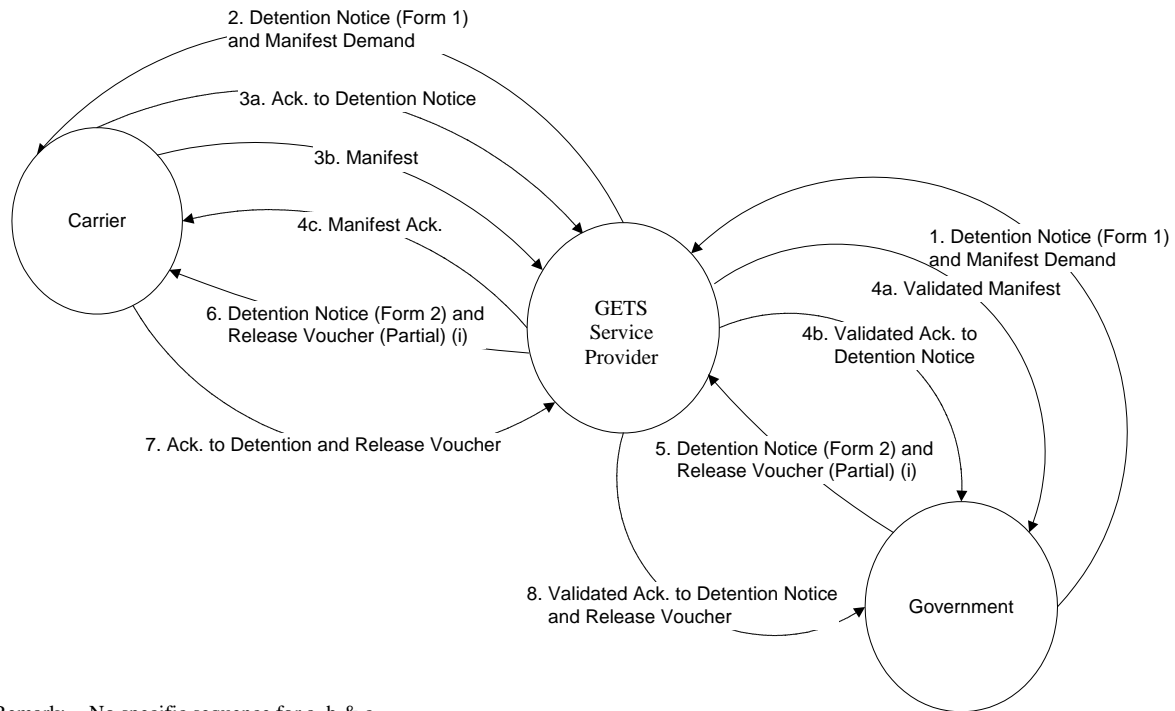 2. Detention Notice (Form 1)
and Manifest Demand
3a. Ack. to Detention Notice
3b. Manifest
Carrier
4c. Manifest Ack.
1. Detention Notice (Form 1)
and Manifest Demand
4a. Validated Manifest
GETS
Service
Provider
6. Detention Notice (Form 2) and
Release Voucher (Partial) (i)
4b. Validated Ack. to
Detention Notice
7. Ack. to Detention and Release Voucher
5. Detention Notice (Form 2) and
Release Voucher (Partial) (i)
8. Validated Ack. to Detention Notice
and Release Voucher
Government
No specific sequence for a, b & c